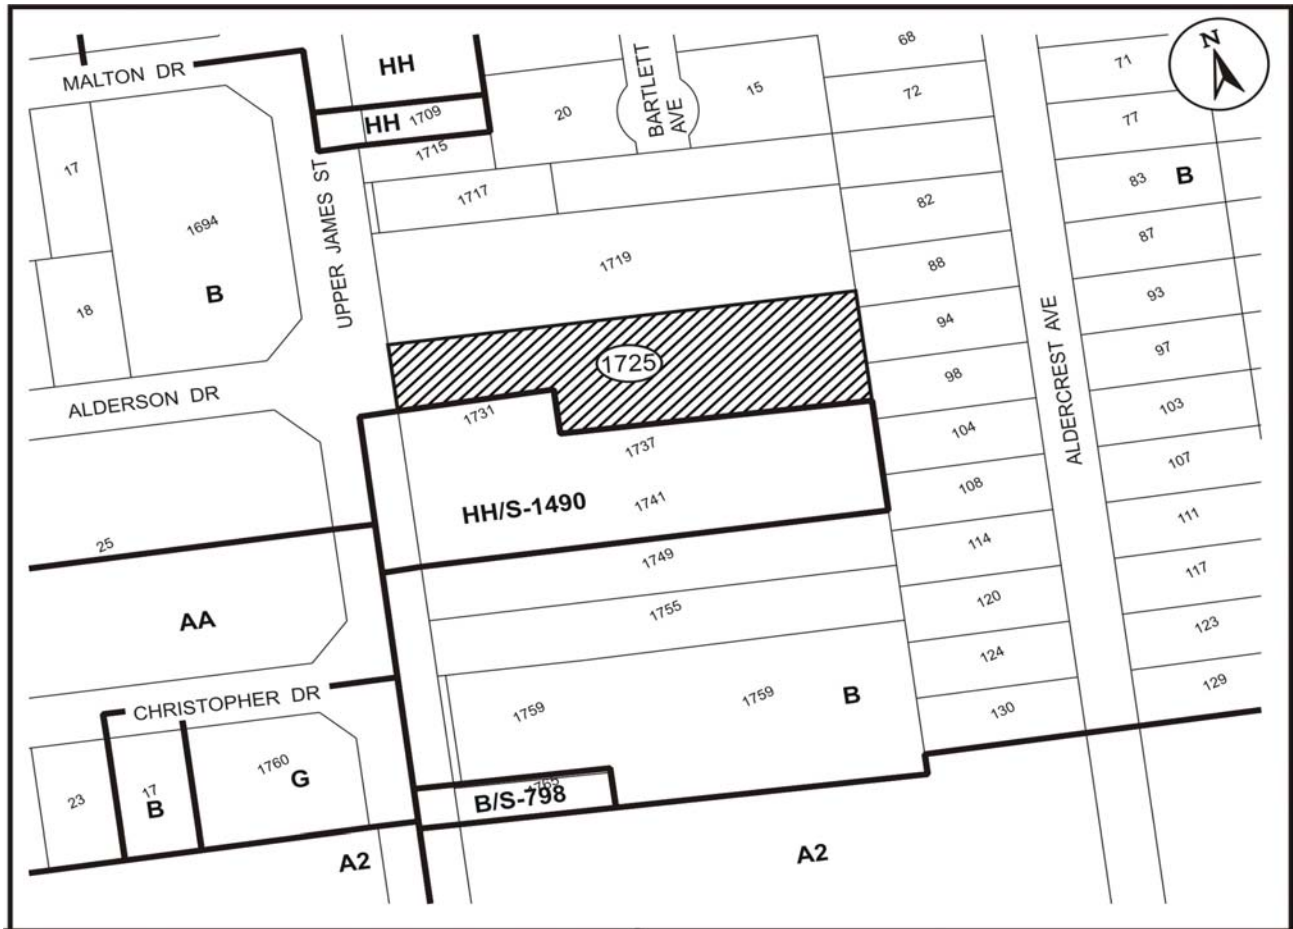 N
MALTON DR
HH
68
71
HH
1709
20
BARTLETT
AVE
15
72
77
1715
17
1717
82
83
B
1694
UPPER JAMES ST
1719
88
87
18
B
94
93
1725
98
97
ALDERSON DR
1731
104
103
1737
ALDERCREST AVE
107
HH/S-1490
1741
108
111
25
1749
114
117
AA
1755
120
123
CHRISTOPHER DR
124
129
1759
1759
B
130
23
17
B
1760
G
1765
B/S-798
A2
A2